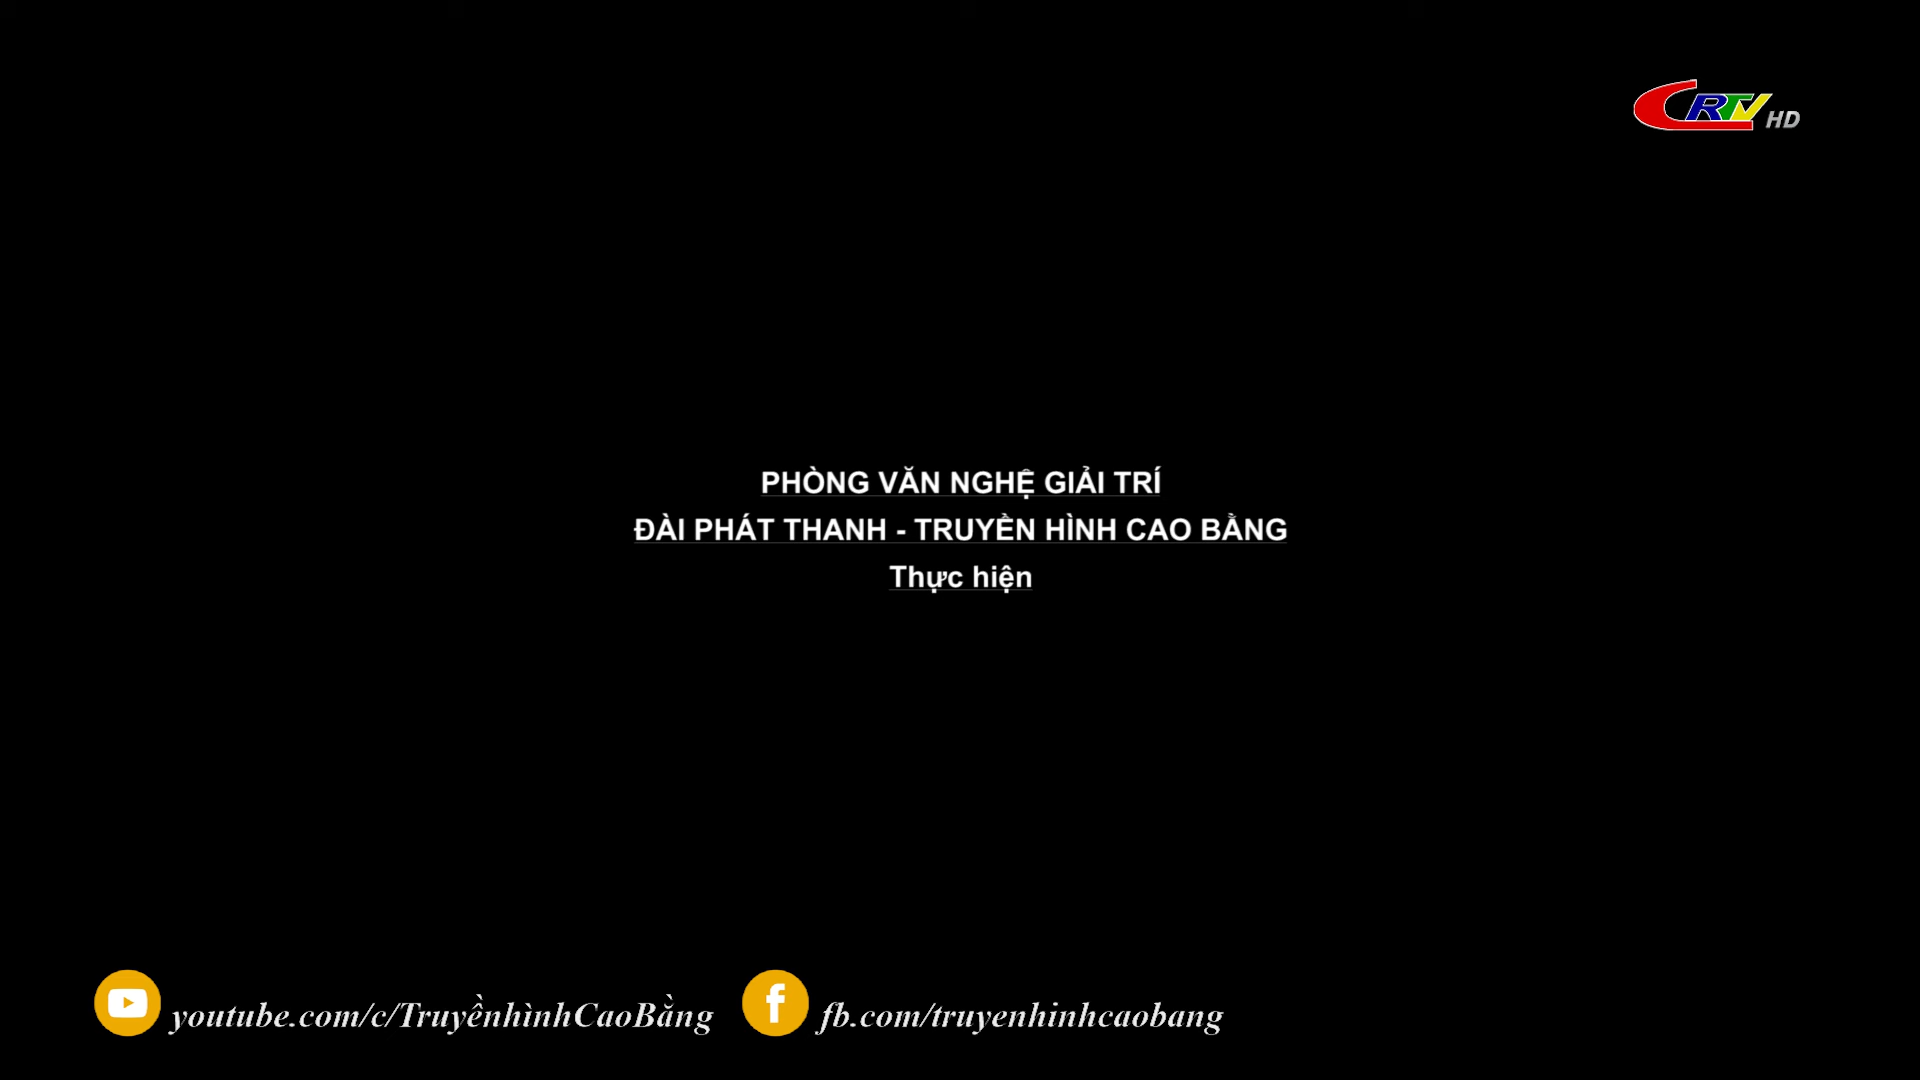 CRTV HD
PHÒNG VĂN NGHỆ GIẢI TRÍ
ĐÀI PHÁT THANH - TRUYỀN HÌNH CAO BẰNG
Thực hiện
youtube.com/c/TruyềnhìnhCaoBằng
fb.com/truyenhinhcaobang